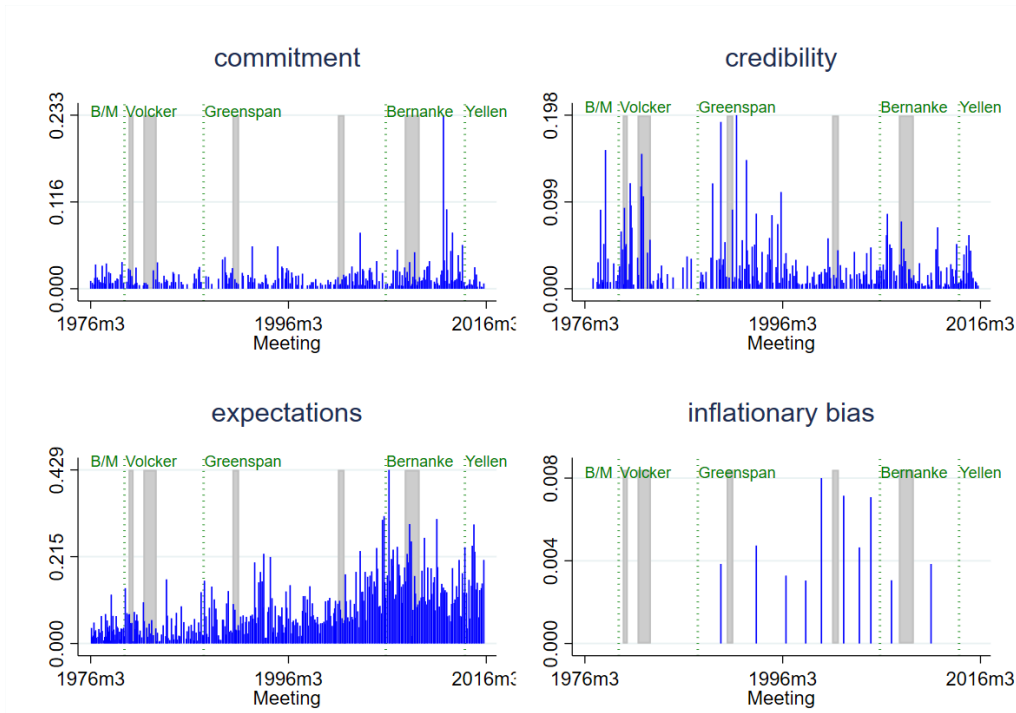 commitment
0.233
0.116
0.000
B/M Volcker Greenspan Bernanke Yellen
1976m3 1996m3 2016m3
Meeting
credibility
0.198
0.099
0.000
B/M Volcker Greenspan Bernanke Yellen
1976m3 1996m3 2016m3
Meeting
expectations
0.429
0.215
0.000
B/M Volcker Greenspan Bernanke Yellen
1976m3 1996m3 2016m3
Meeting
inflationary bias
0.008
0.004
0.000
B/M Volcker Greenspan Bernanke Yellen
1976m3 1996m3 2016m3
Meeting